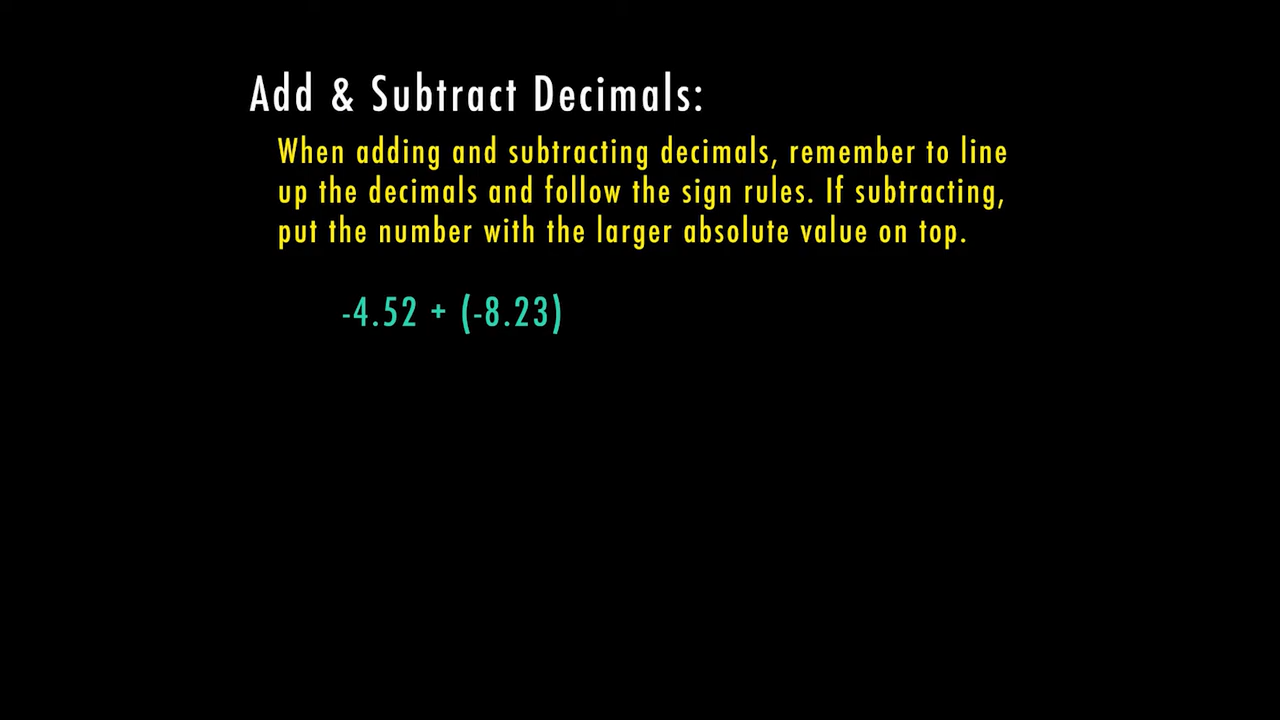 Add & Subtract Decimals:
When adding and subtracting decimals, remember to line
up the decimals and follow the sign rules. If subtracting,
put the number with the larger absolute value on top.
-4.52 + (-8.23)